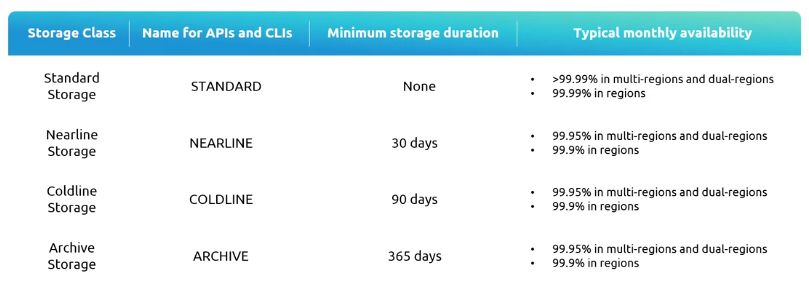 Storage Class Name for APIs and CLIs Minimum storage duration Typical monthly availability
Standard
Storage
STANDARD
None
• >99.99% in multi-regions and dual-regions
• 99.99% in regions
Nearline
Storage
NEARLINE
30 days
• 99.95% in multi-regions and dual-regions
• 99.9% in regions
Coldline
Storage
COLDLINE
90 days
• 99.95% in multi-regions and dual-regions
• 99.9% in regions
Archive
Storage
ARCHIVE
365 days
• 99.95% in multi-regions and dual-regions
• 99.9% in regions